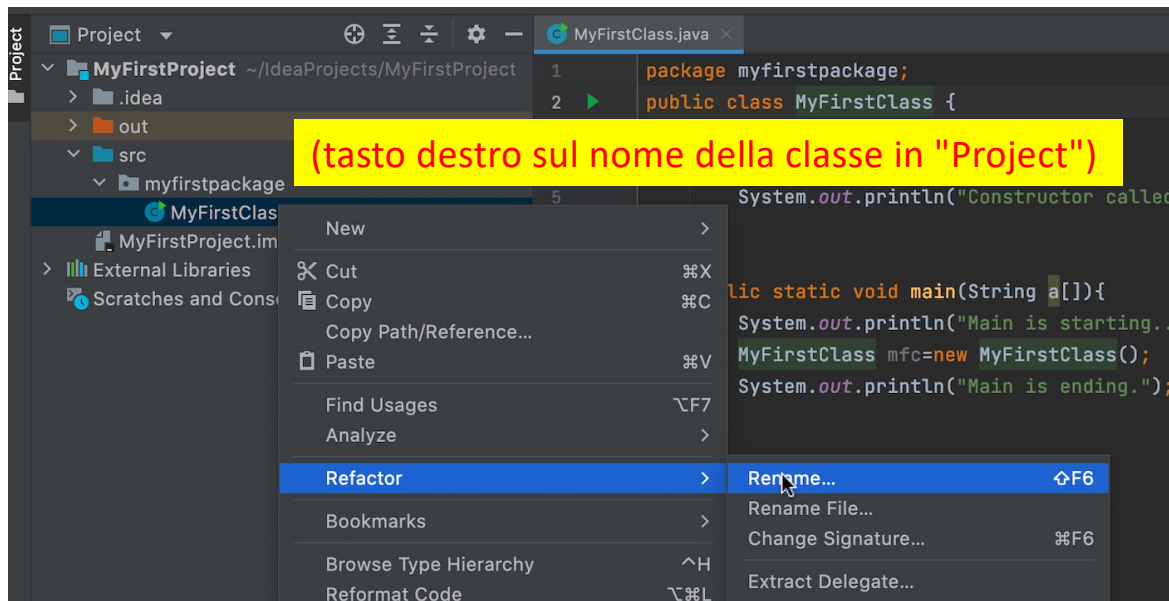 Project
Project
MyFirstProject ~/IdeaProjects/MyFirstProject
.idea
out
src
myfirstpackage
MyFirstClas
MyFirstProject.im
External Libraries
Scratches and Cons
MyFirstClass.java
1 package myfirstpackage;
2 public class MyFirstClass {
(tasto destro sul nome della classe in "Project")
5 System.out.println("Constructor called
lic static void main(String a[]){
System.out.println("Main is starting..
MyFirstClass mfc=new MyFirstClass();
System.out.println("Main is ending.");
New
Cut ⌘X
Copy ⌘C
Copy Path/Reference...
Paste ⌘V
Find Usages ⌥F7
Analyze
Refactor
Bookmarks
Browse Type Hierarchy ^H
Reformat Code ⌥⌘L
Rename... ⇧F6
Rename File...
Change Signature... ⌘F6
Extract Delegate...